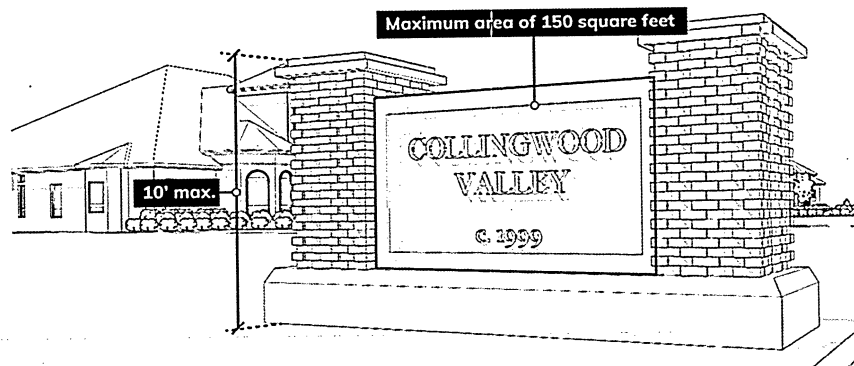 Maximum area of 150 square feet
10' max.
COLLINGWOOD
VALLEY
C. 1999